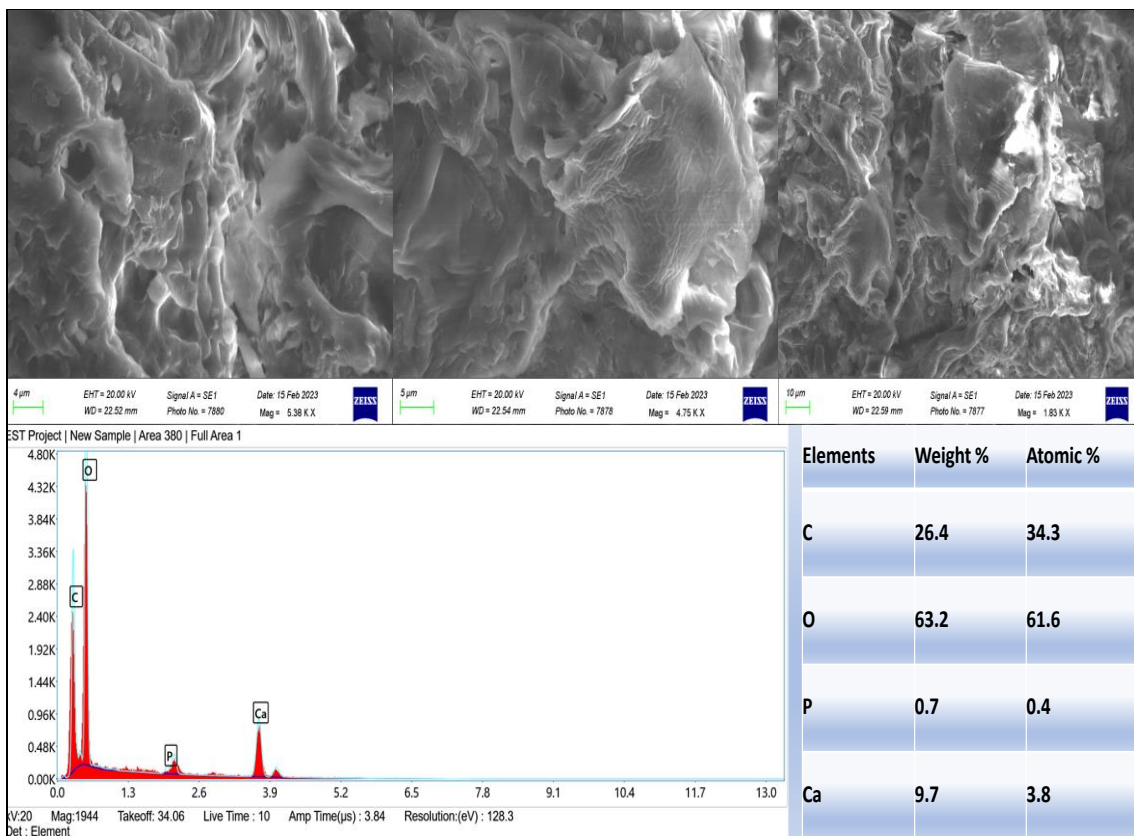 4 µm
EHT = 20.00 kV
Signal A = SE1
Date: 15 Feb 2023
WD = 22.52 mm
Photo No. = 7880
Mag = 5.38 K X
ZEISS
5 µm
EHT = 20.00 kV
Signal A = SE1
Date: 15 Feb 2023
WD = 22.54 mm
Photo No. = 7878
Mag = 4.75 K X
ZEISS
10 µm
EHT = 20.00 kV
Signal A = SE1
Date: 15 Feb 2023
WD = 22.59 mm
Photo No. = 7877
Mag = 1.83 K X
ZEISS
EST Project | New Sample | Area 380 | Full Area 1
4.80K
4.32K
3.84K
3.36K
2.88K
2.40K
1.92K
1.44K
0.96K
0.48K
0.00K
O
C
P
Ca
0.0 1.3 2.6 3.9 5.2 6.5 7.8 9.1 10.4 11.7 13.0
kV:20 Mag:1944 Takeoff: 34.06 Live Time : 10 Amp Time(µs) : 3.84 Resolution:(eV) : 128.3
Det : Element
Elements Weight % Atomic %
C 26.4 34.3
O 63.2 61.6
P 0.7 0.4
Ca 9.7 3.8